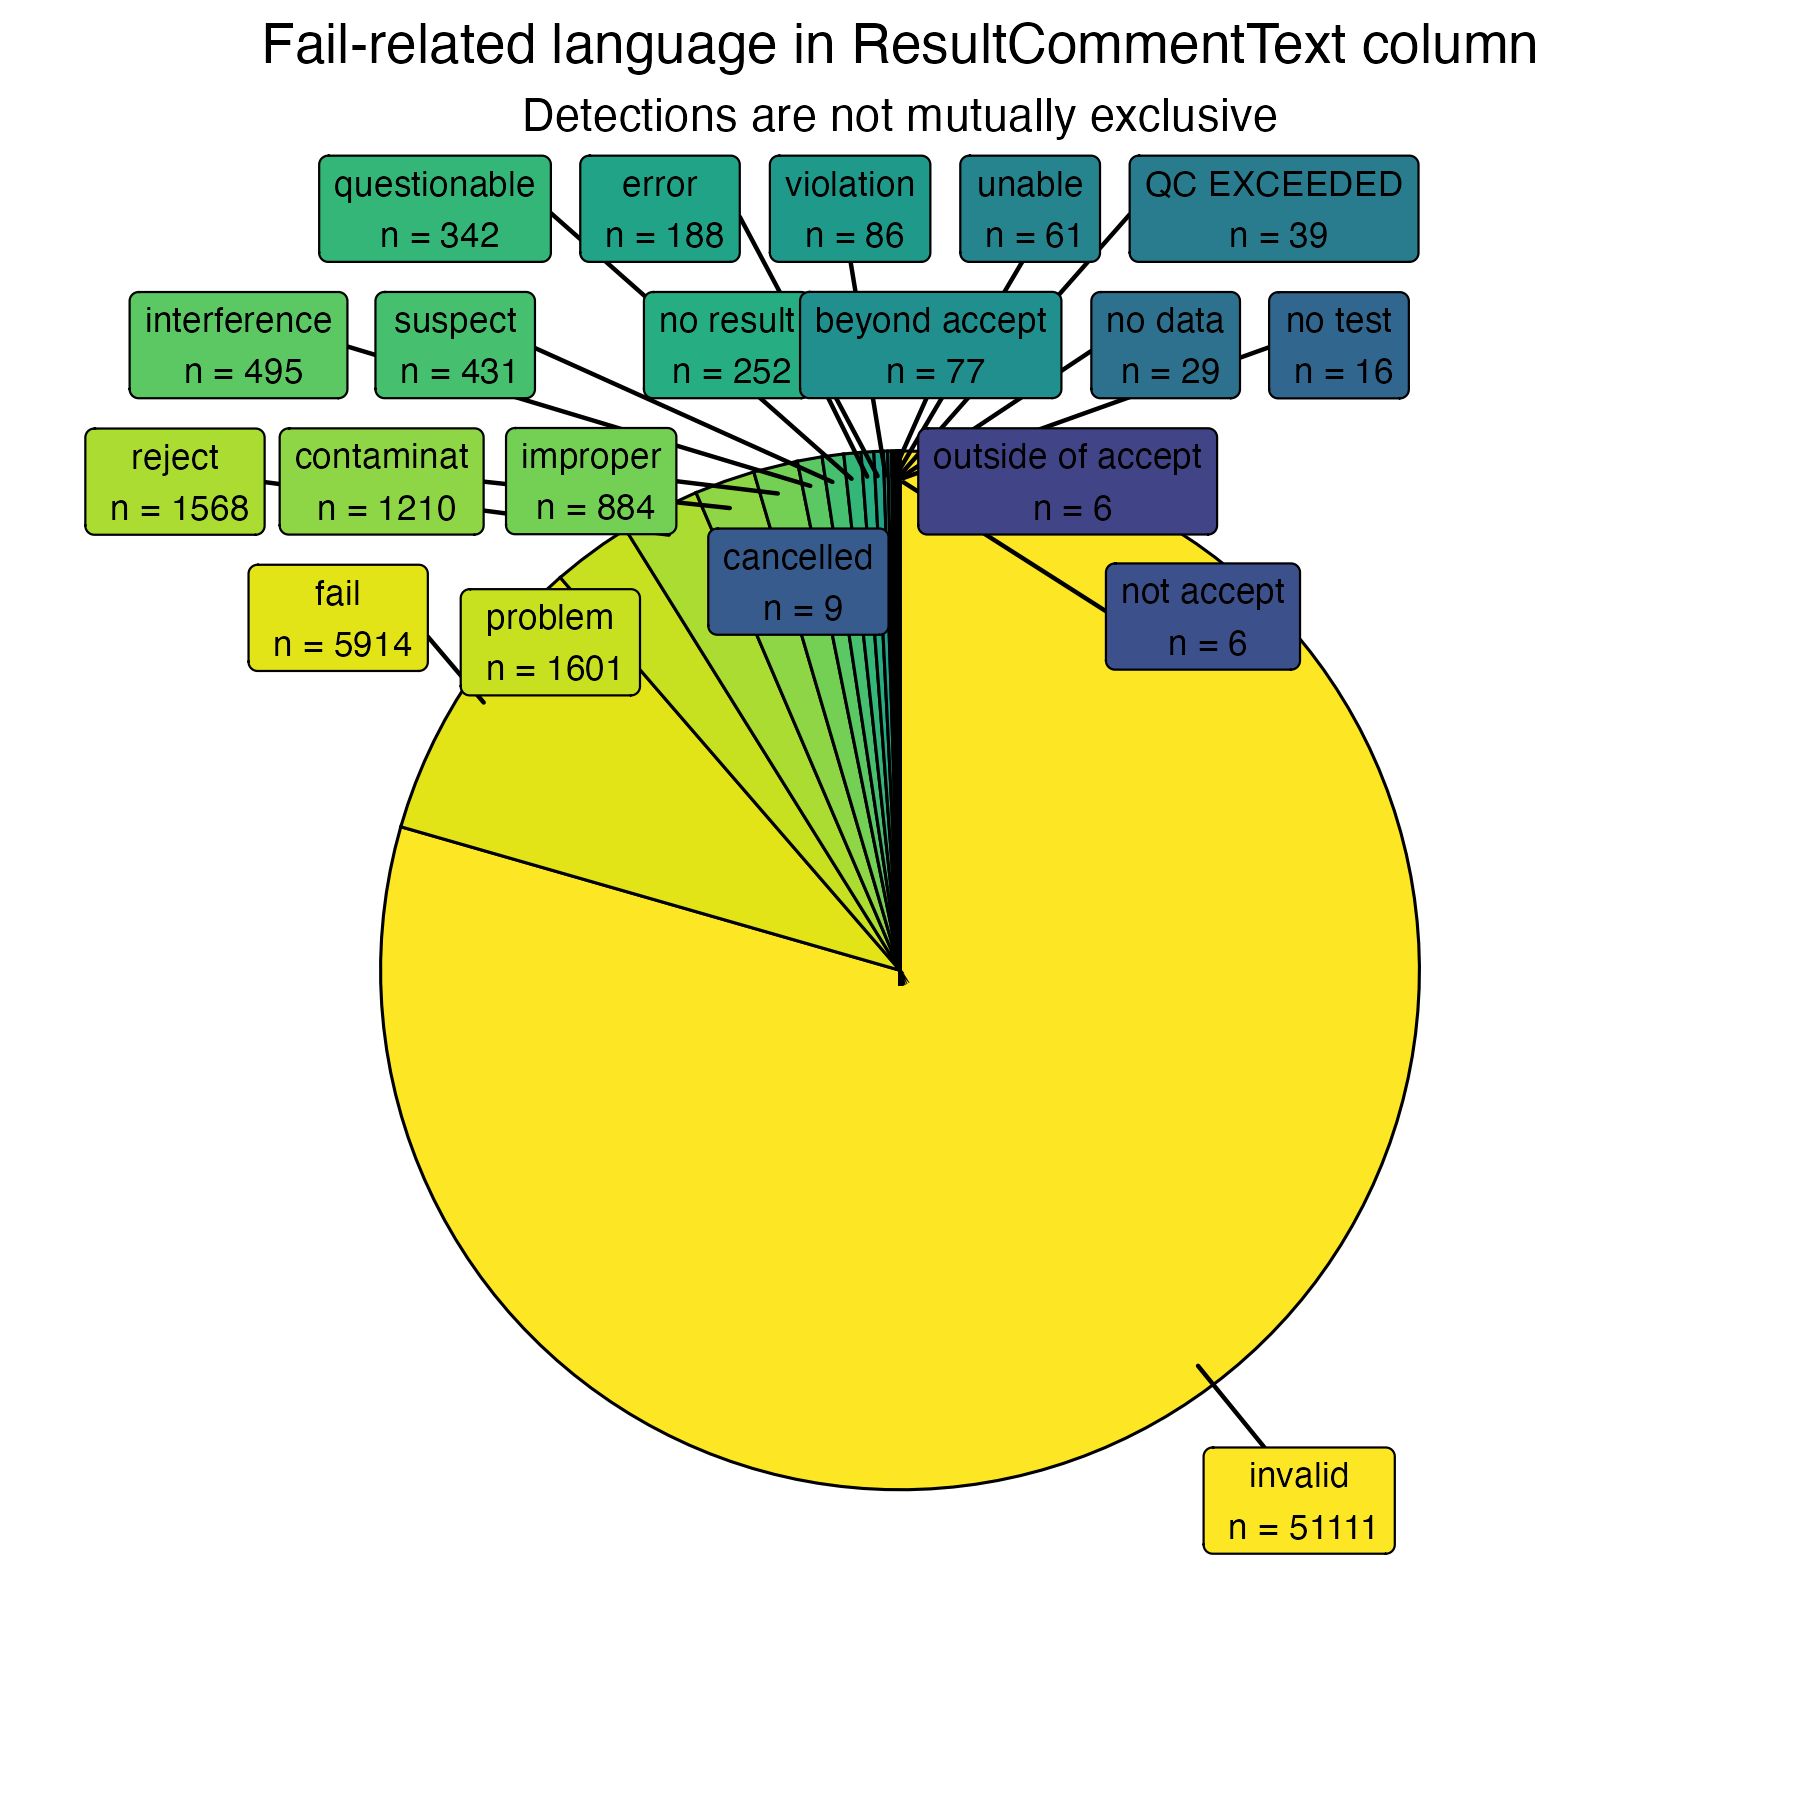 Fail-related language in ResultCommentText column
Detections are not mutually exclusive
questionable
n = 342
error
n = 188
violation
n = 86
unable
n = 61
QC EXCEEDED
n = 39
interference
n = 495
suspect
n = 431
no result
n = 252
beyond accept
n = 77
no data
n = 29
no test
n = 16
reject
n = 1568
contaminat
n = 1210
improper
n = 884
outside of accept
n = 6
cancelled
n = 9
not accept
n = 6
fail
n = 5914
problem
n = 1601
invalid
n = 51111